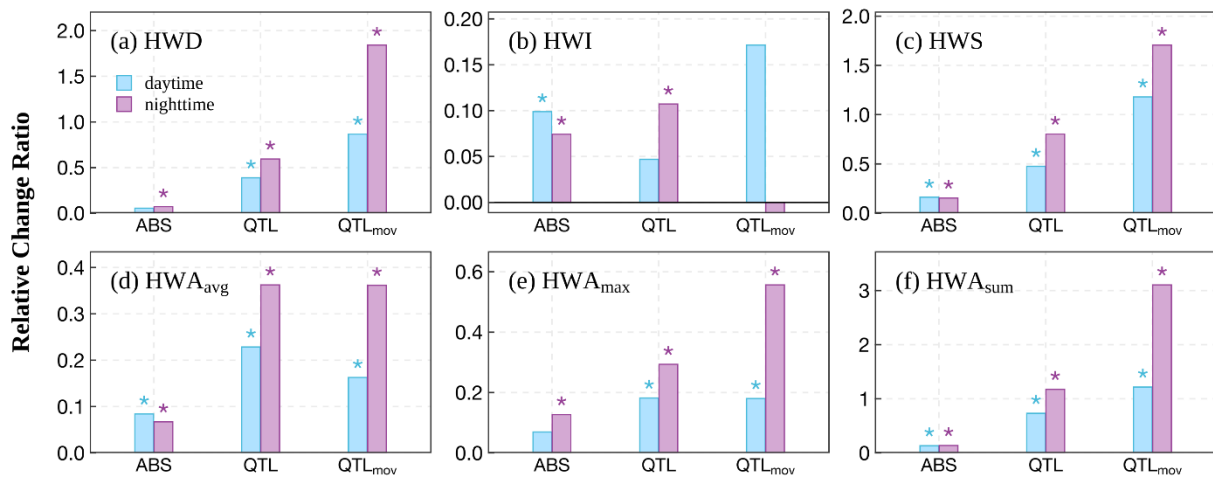 Relative Change Ratio
(a) HWD
daytime
nighttime
2.0
1.5
1.0
0.5
0.0
ABS QTL QTLmov
(b) HWI
0.20
0.15
0.10
0.05
0.00
ABS QTL QTLmov
(c) HWS
2.0
1.5
1.0
0.5
0.0
ABS QTL QTLmov
(d) HWAavg
0.4
0.3
0.2
0.1
0.0
ABS QTL QTLmov
(e) HWAmax
0.6
0.4
0.2
0.0
ABS QTL QTLmov
(f) HWAsum
3
2
1
0
ABS QTL QTLmov